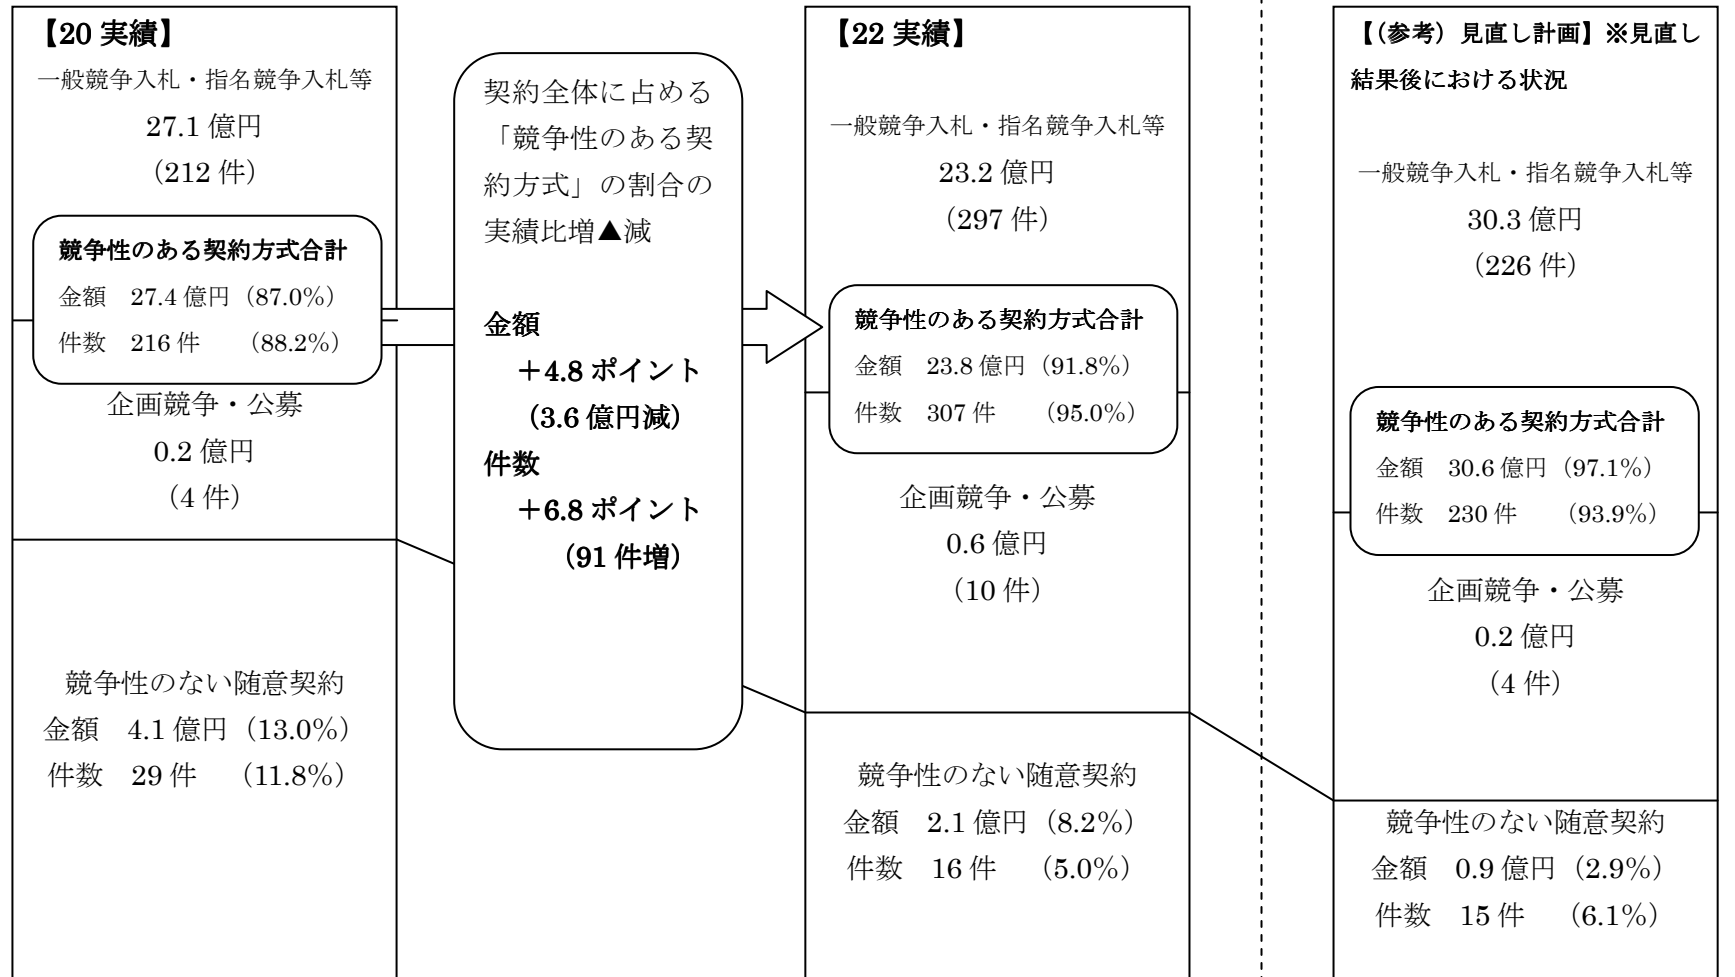 【20 実績】
一般競争入札・指名競争入札等
27.1 億円
（212 件）
競争性のある契約方式合計
金額　27.4 億円（87.0%）
件数　216 件　（88.2%）
企画競争・公募
0.2 億円
（4 件）
競争性のない随意契約
金額　4.1 億円（13.0%）
件数　29 件　（11.8%）
契約全体に占める
「競争性のある契
約方式」の割合の
実績比増▲減
金額
＋4.8 ポイント
（3.6 億円減）
件数
＋6.8 ポイント
（91 件増）
【22 実績】
一般競争入札・指名競争入札等
23.2 億円
（297 件）
競争性のある契約方式合計
金額　23.8 億円（91.8%）
件数　307 件　（95.0%）
企画競争・公募
0.6 億円
（10 件）
競争性のない随意契約
金額　2.1 億円（8.2%）
件数　16 件　（5.0%）
【（参考）見直し計画】※見直し
結果後における状況
一般競争入札・指名競争入札等
30.3 億円
（226 件）
競争性のある契約方式合計
金額　30.6 億円（97.1%）
件数　230 件　（93.9%）
企画競争・公募
0.2 億円
（4 件）
競争性のない随意契約
金額　0.9 億円（2.9%）
件数　15 件　（6.1%）